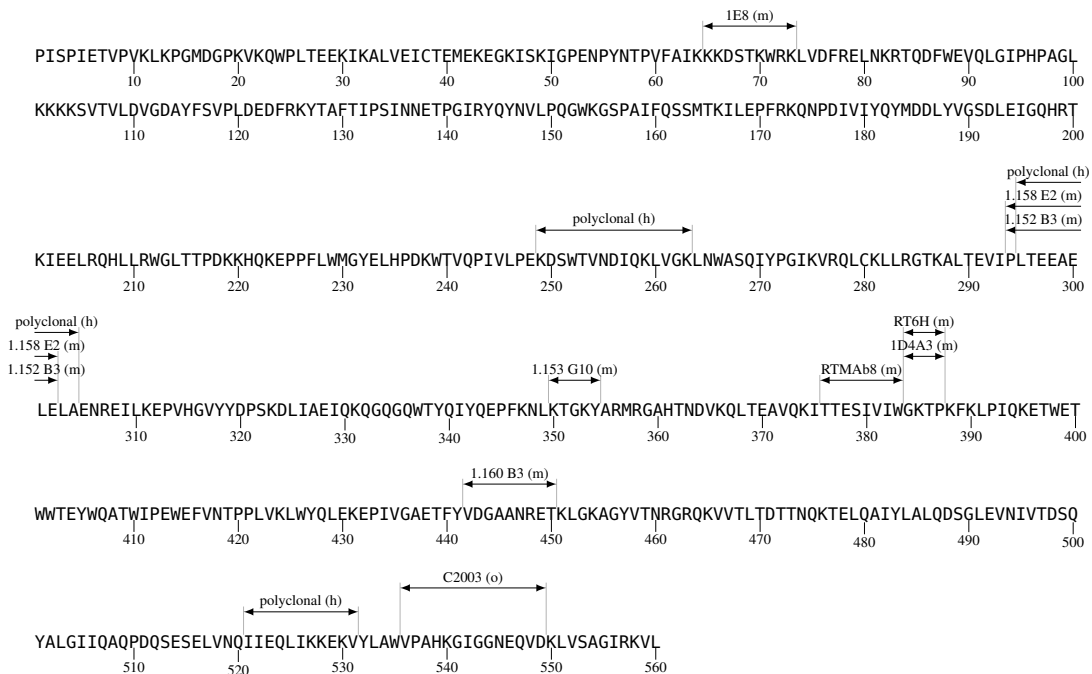 1E8 (m)
PISPIETVPVKLKPGMDGPKVKQWPLTEEKIKALVEICTEMEKEGKISKIGPENPYNTPVFAIKKKDSTKWRKLVDFRELNKRTQDFWEVQLGIPHPAGL
10 20 30 40 50 60 70 80 90 100
KKKKSVTVLDVGDAYFSVPLDEDFRKYTAFTIPSINNETPGIRYQYNVLPQGWKGSPAIFQSSMTKILEPFRKQNPDIVIYQYMDDLYVGSDLEIGQHRT
110 120 130 140 150 160 170 180 190 200
polyclonal (h)
1.158 E2 (m)
polyclonal (h) 1.152 B3 (m)
KIEELRQHLLRWGLTTPDKKHQKEPPFLWMGYELHPDKWTVQPIVLPEKDSWTVNDIQKLVGKLNWASQIYPGIKVRQLCKLLRGTKALTEVIPLTEEAE
210 220 230 240 250 260 270 280 290 300
polyclonal (h) RT6H (m)
1.158 E2 (m) 1D4A3 (m)
1.152 B3 (m) 1.153 G10 (m) RTMAb8 (m)
LELAENREILKEPVHGVYYDPSKDLIAEIQKQGQGQWTYQIYQEPFKNLKTGKYARMRGAHTNDVKQLTEAVQKITTESIVIWGKTPKFKLPIQKETWET
310 320 330 340 350 360 370 380 390 400
1.160 B3 (m)
WWTEYWQATWIPEWEFVNTPPLVKLWYQLEKEPIVGAETFYVDGAANRETKLGKAGYVTNRGRQKVVTLTDTTNQKTELQAIYLALQDSGLEVNIVTDSQ
410 420 430 440 450 460 470 480 490 500
C2003 (o)
polyclonal (h)
YALGIIQAQPDQSESELVNQIIEQLIKKEKVYLAWVPAHKGIGGNEQVDKLVSAGIRKVL
510 520 530 540 550 560